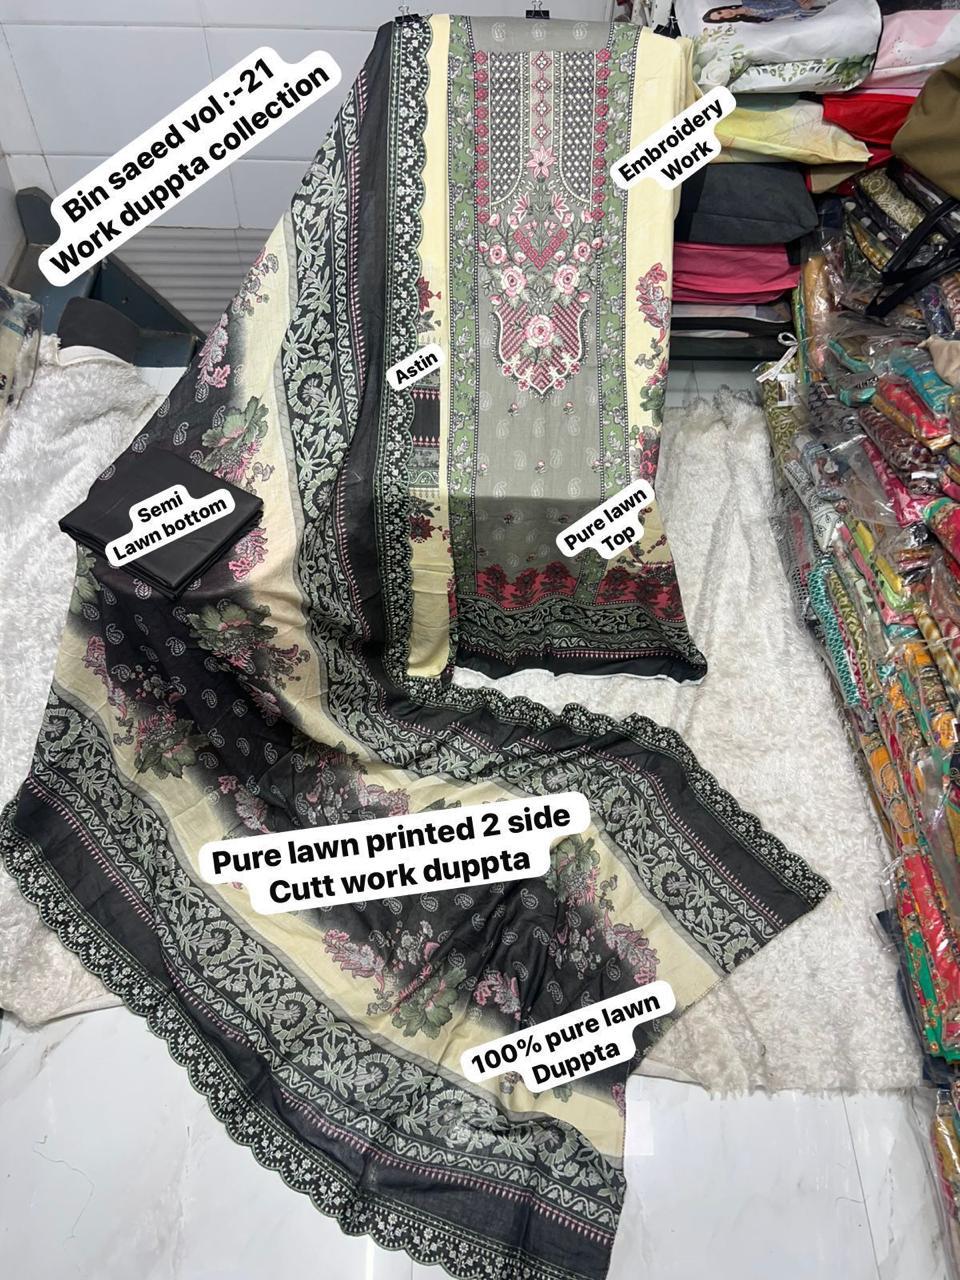 Bin saeed vol :-21
Work duppta collection
Embroidery
Work
Astin
Semi
Lawn bottom
Pure lawn
Top
Pure lawn printed 2 side
Cutt work duppta
100% pure lawn
Duppta